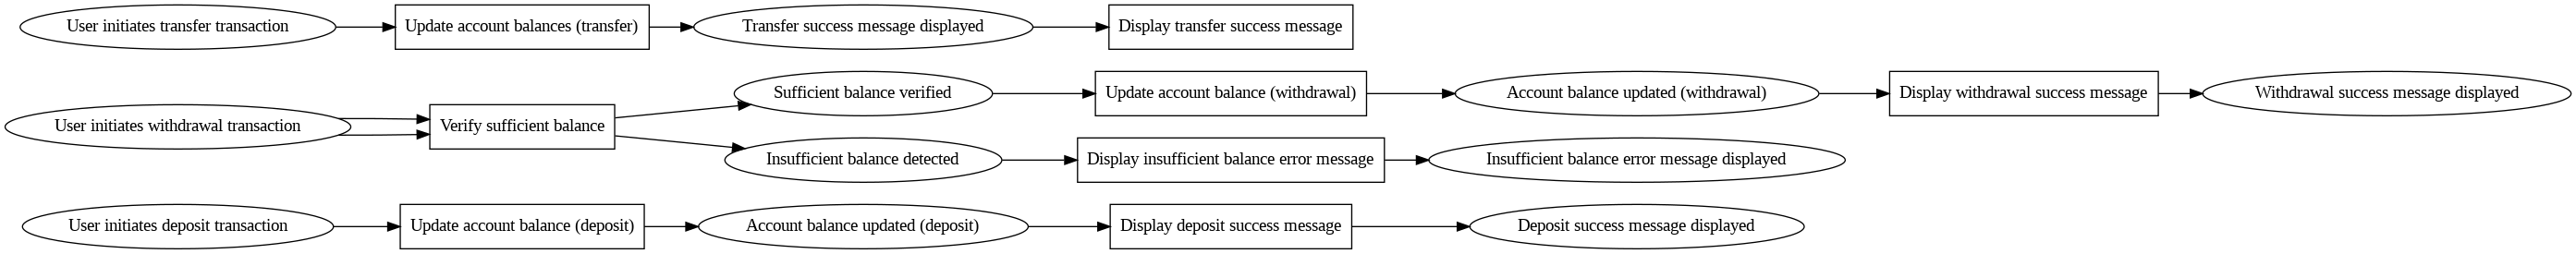 User initiates transfer transaction
Update account balances (transfer)
Transfer success message displayed
Display transfer success message
User initiates withdrawal transaction
Verify sufficient balance
Sufficient balance verified
Update account balance (withdrawal)
Account balance updated (withdrawal)
Display withdrawal success message
Withdrawal success message displayed
Insufficient balance detected
Display insufficient balance error message
Insufficient balance error message displayed
User initiates deposit transaction
Update account balance (deposit)
Account balance updated (deposit)
Display deposit success message
Deposit success message displayed